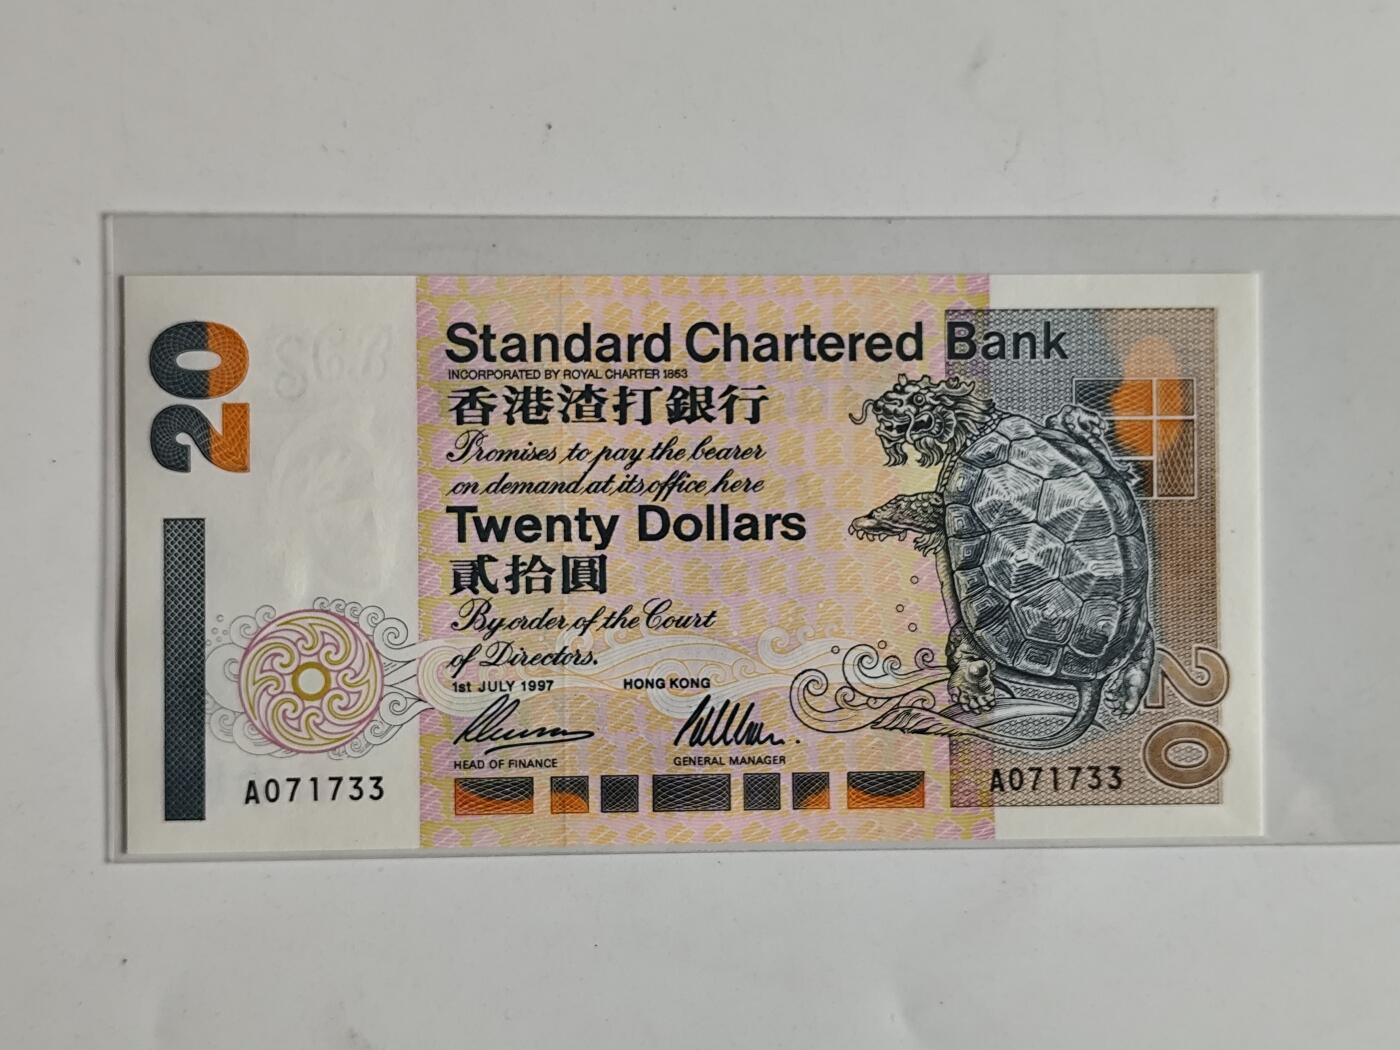 20
Standard Chartered Bank
INCORPORATED BY ROYAL CHARTER 1853
香港渣打銀行
Promises to pay the bearer
on demand at its office here
Twenty Dollars
貳拾圓
By order of the Court
of Directors.
1st JULY 1997 HONG KONG
HEAD OF FINANCE GENERAL MANAGER
A071733 A071733
20